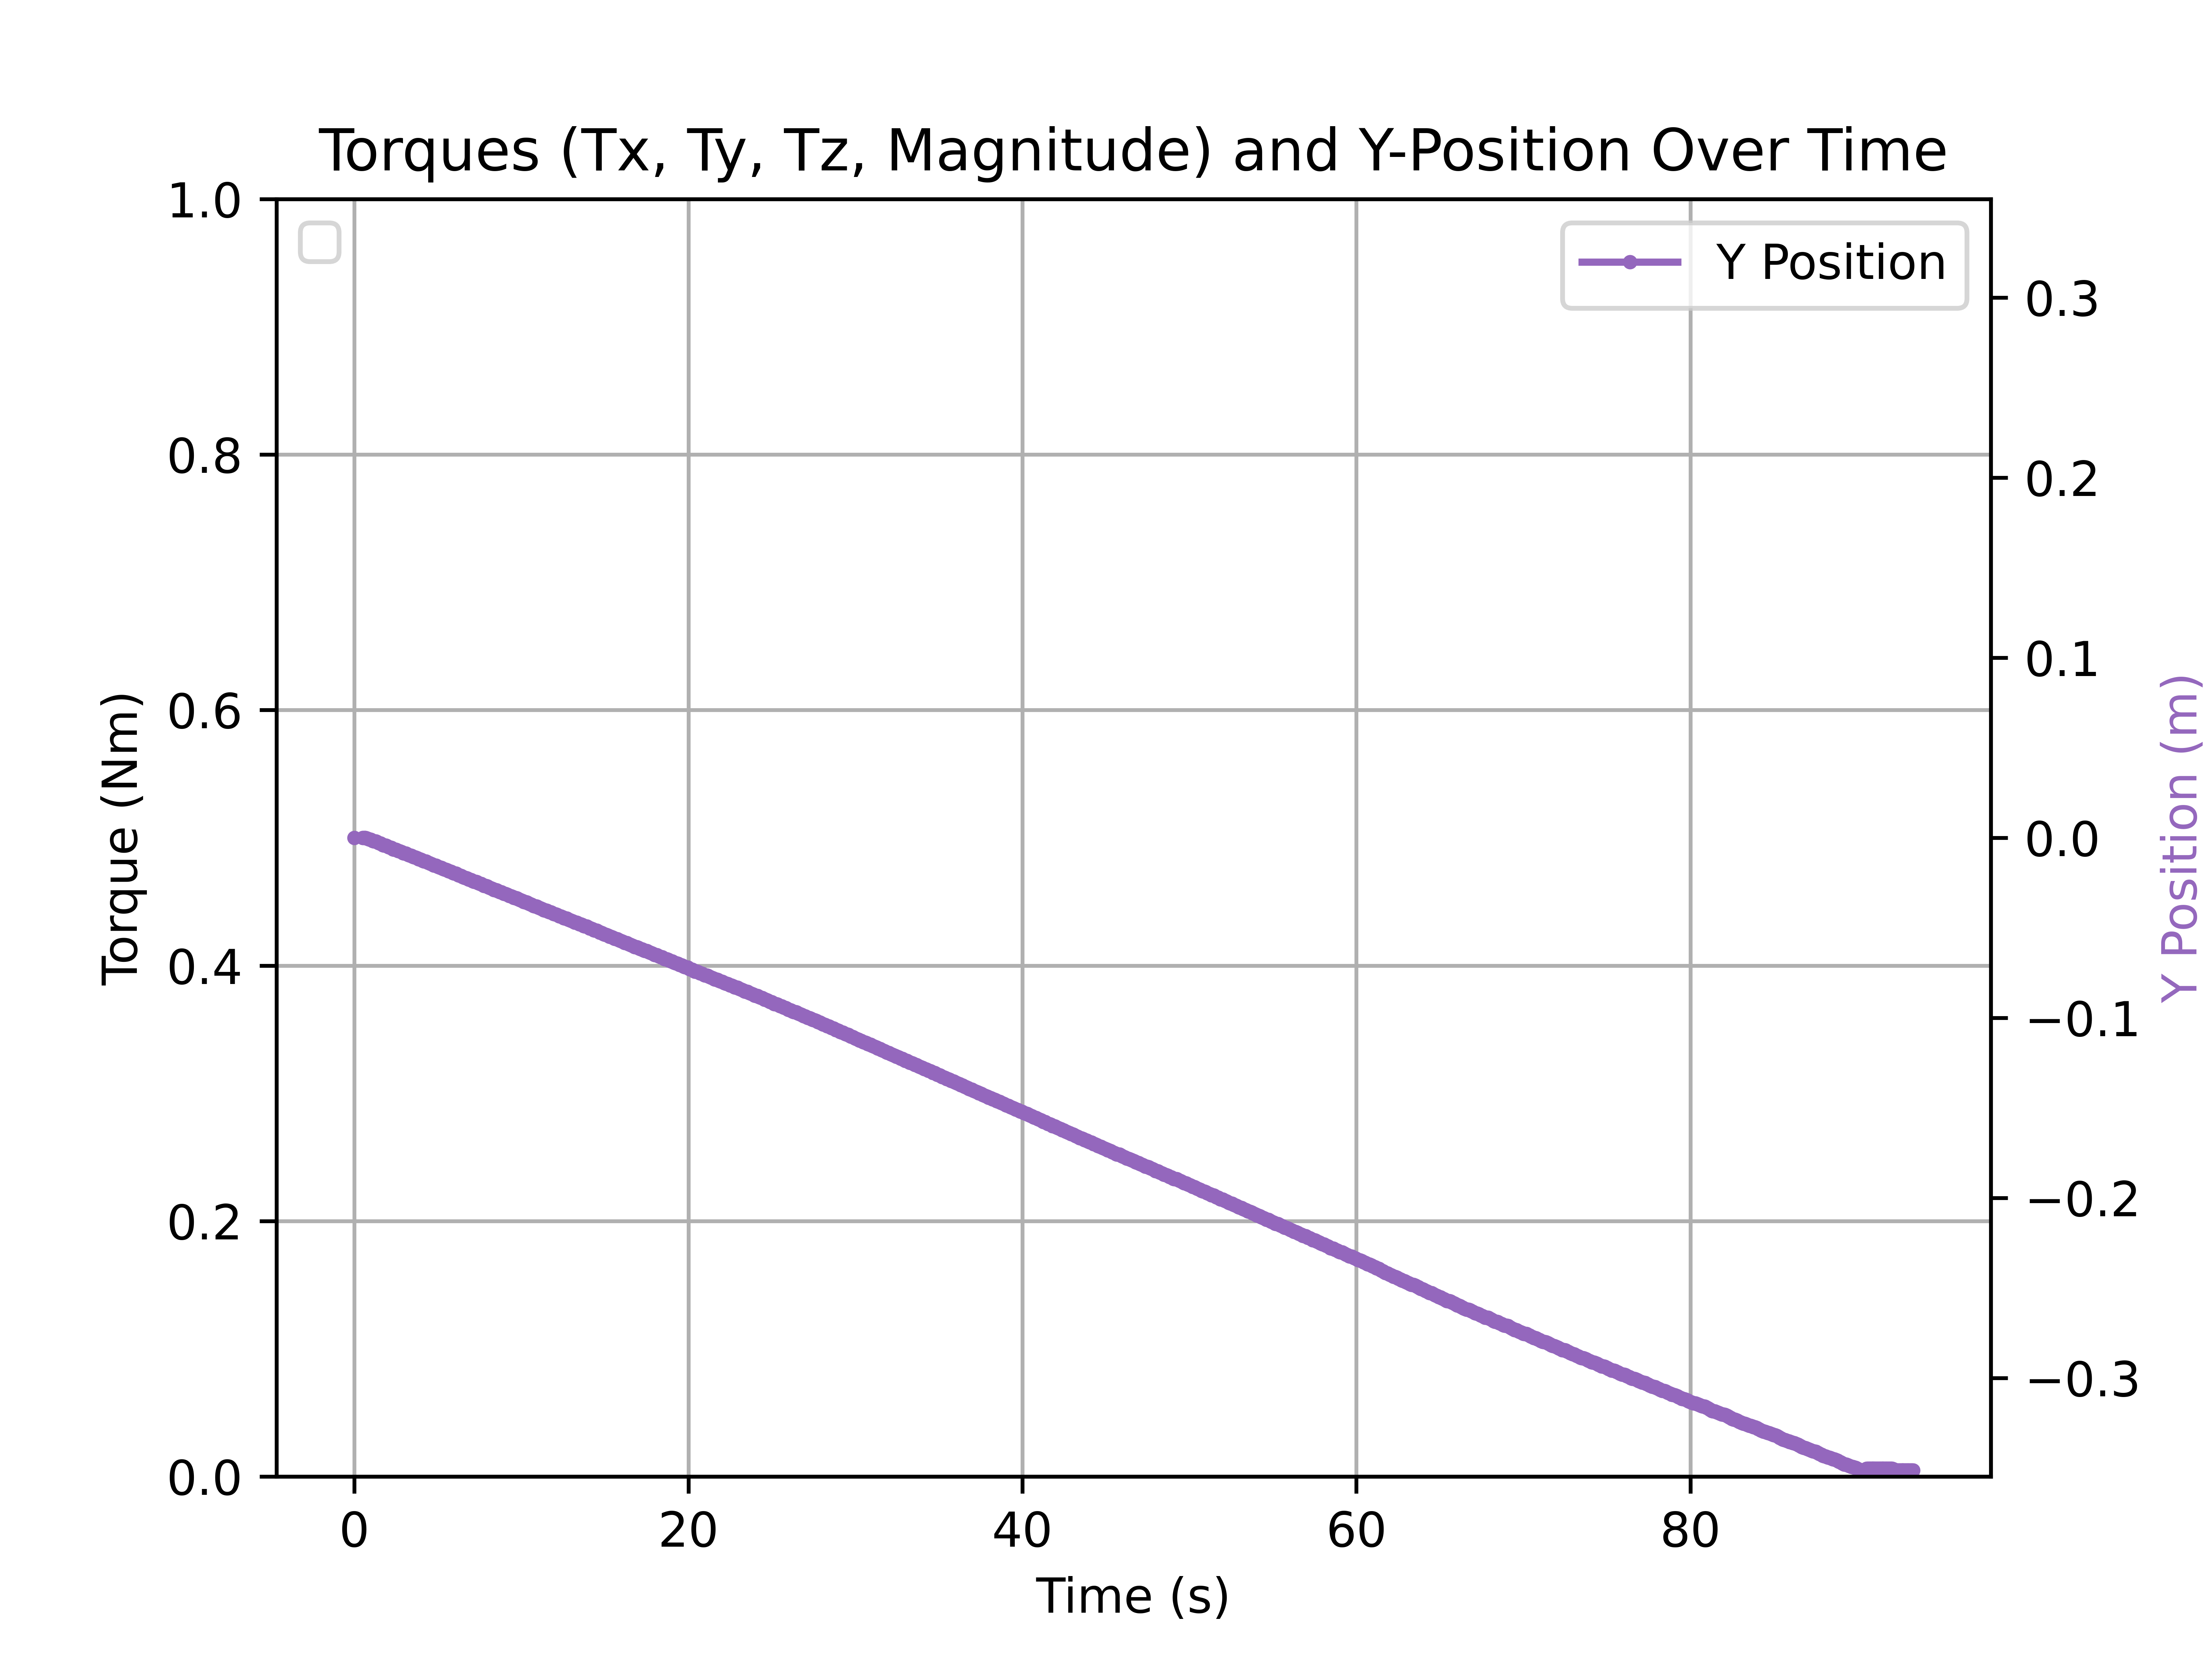 Torques (Tx, Ty, Tz, Magnitude) and Y-Position Over Time
Y Position
1.0
0.8
0.6
0.4
0.2
0.0
Torque (Nm)
0.3
0.2
0.1
0.0
−0.1
−0.2
−0.3
Y Position (m)
0 20 40 60 80
Time (s)